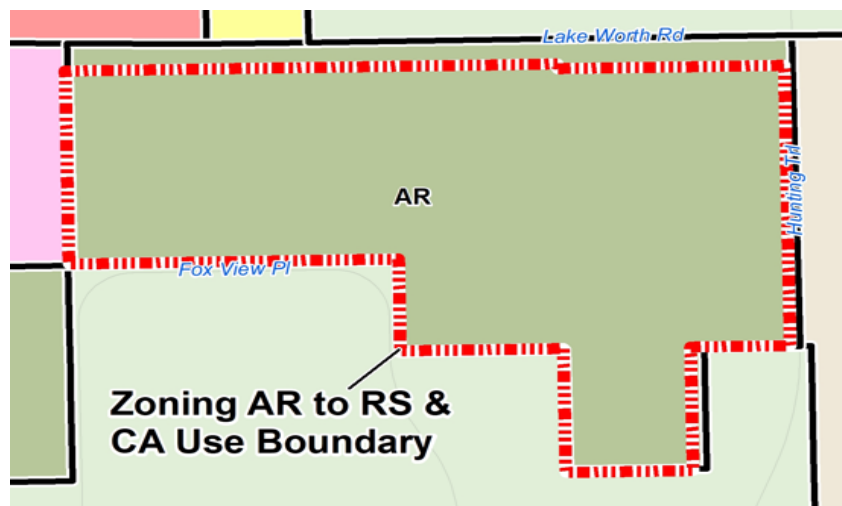 Lake Worth Rd
Hunting Trl
AR
Fox View Pl
Zoning AR to RS &
CA Use Boundary